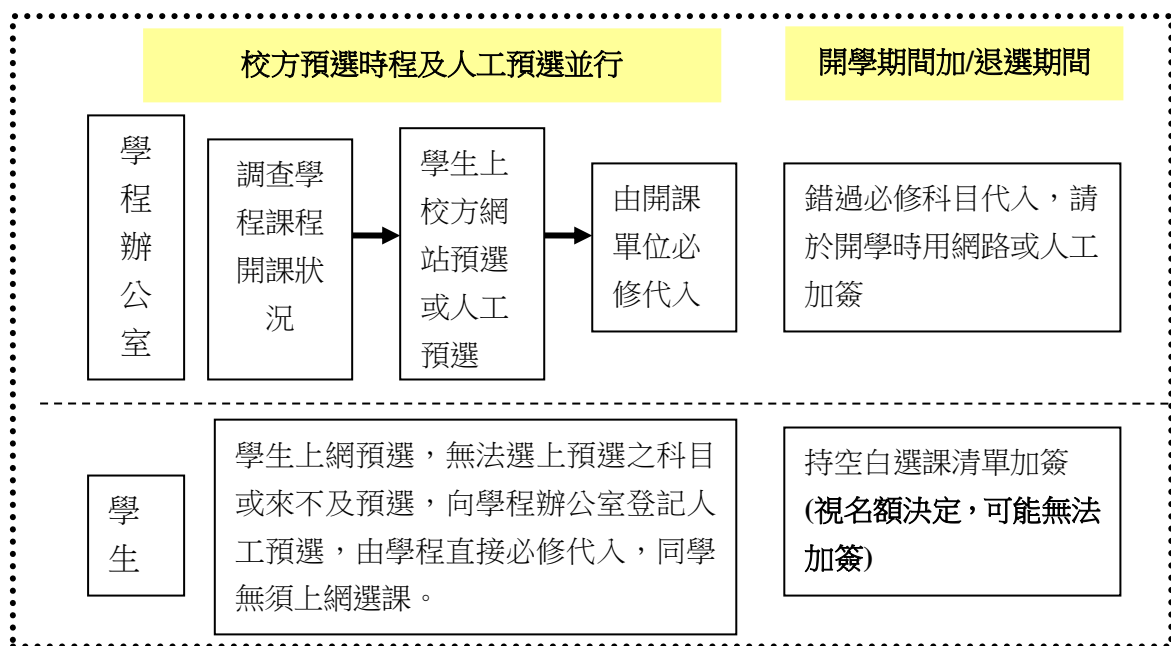 校方預選時程及人工預選並行
開學期間加/退選期間
學
程
辦
公
室
調查學
程課程
開課狀
況
學生上
校方網
站預選
或人工
預選
由開課
單位必
修代入
錯過必修科目代入，請
於開學時用網路或人工
加簽
學
生
學生上網預選，無法選上預選之科目
或來不及預選，向學程辦公室登記人
工預選，由學程直接必修代入，同學
無須上網選課。
持空白選課清單加簽
(視名額決定，可能無法
加簽)